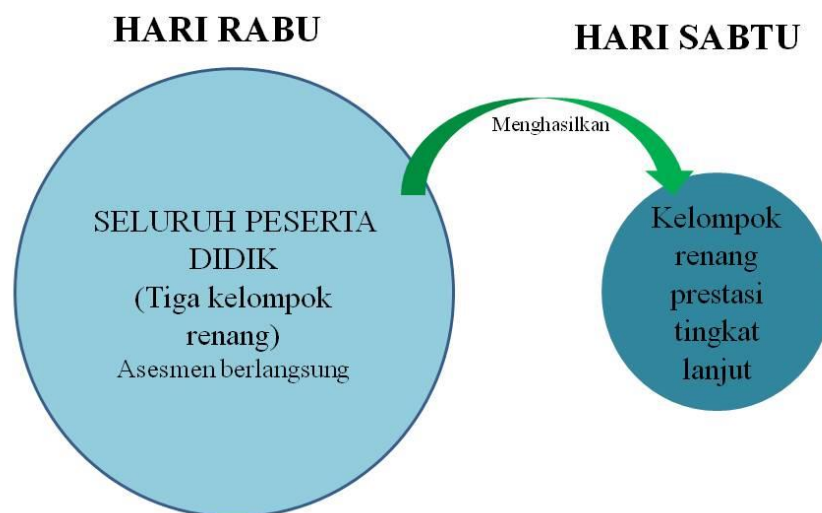 HARI RABU
HARI SABTU
Menghasilkan
SELURUH PESERTA
DIDIK
(Tiga kelompok
renang)
Asesmen berlangsung
Kelompok
renang
prestasi
tingkat
lanjut